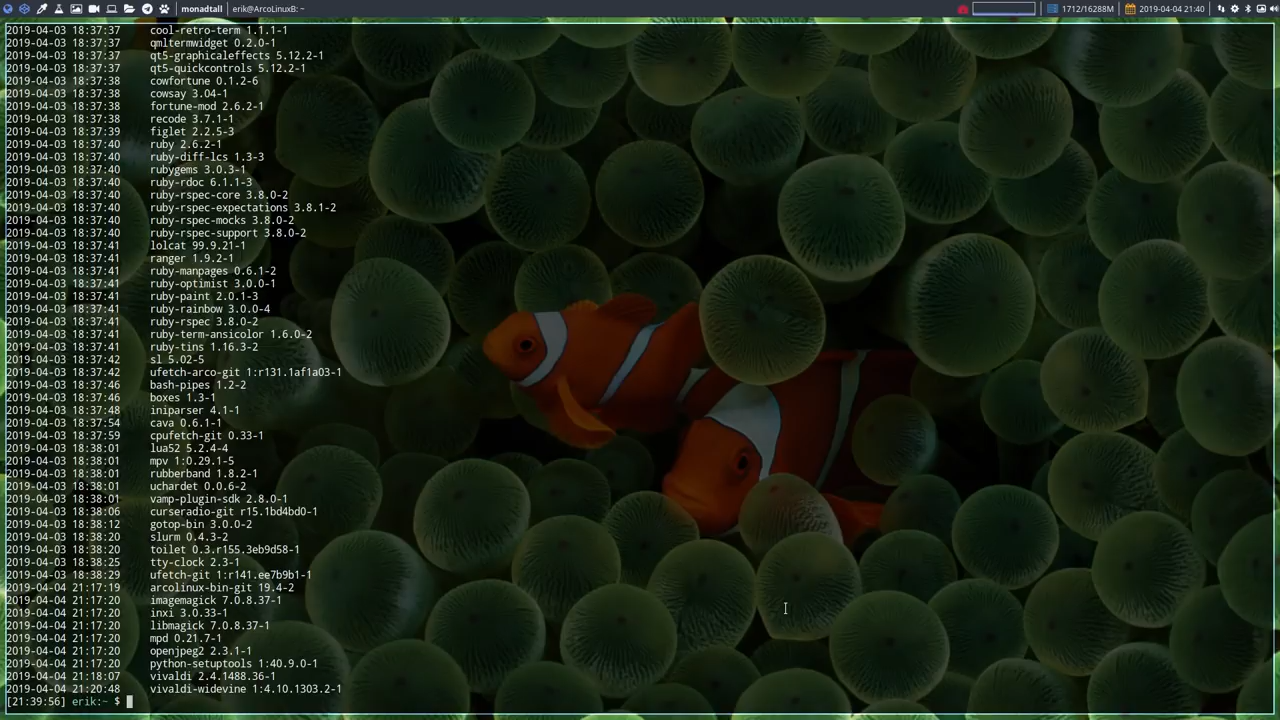 monadtall erik@ArcoLinuxB: ~ 1712/16288M 2019-04-04 21:40
2019-04-03 18:37:37 cool-retro-term 1.1.1-1
2019-04-03 18:37:37 qmltermwidget 0.2.0-1
2019-04-03 18:37:37 qt5-graphicaleffects 5.12.2-1
2019-04-03 18:37:37 qt5-quickcontrols 5.12.2-1
2019-04-03 18:37:38 cowfortune 0.1.2-6
2019-04-03 18:37:38 cowsay 3.04-1
2019-04-03 18:37:38 fortune-mod 2.6.2-1
2019-04-03 18:37:38 recode 3.7.1-1
2019-04-03 18:37:39 figlet 2.2.5-3
2019-04-03 18:37:40 ruby 2.6.2-1
2019-04-03 18:37:40 ruby-diff-lcs 1.3-3
2019-04-03 18:37:40 rubygems 3.0.3-1
2019-04-03 18:37:40 ruby-rdoc 6.1.1-3
2019-04-03 18:37:40 ruby-rspec-core 3.8.0-2
2019-04-03 18:37:40 ruby-rspec-expectations 3.8.1-2
2019-04-03 18:37:40 ruby-rspec-mocks 3.8.0-2
2019-04-03 18:37:40 ruby-rspec-support 3.8.0-2
2019-04-03 18:37:41 lolcat 99.9.21-1
2019-04-03 18:37:41 ranger 1.9.2-1
2019-04-03 18:37:41 ruby-manpages 0.6.1-2
2019-04-03 18:37:41 ruby-optimist 3.0.0-1
2019-04-03 18:37:41 ruby-paint 2.0.1-3
2019-04-03 18:37:41 ruby-rainbow 3.0.0-4
2019-04-03 18:37:41 ruby-rspec 3.8.0-2
2019-04-03 18:37:41 ruby-term-ansicolor 1.6.0-2
2019-04-03 18:37:41 ruby-tins 1.16.3-2
2019-04-03 18:37:42 sl 5.02-5
2019-04-03 18:37:42 ufetch-arco-git 1:r131.1af1a03-1
2019-04-03 18:37:46 bash-pipes 1.2-2
2019-04-03 18:37:46 boxes 1.3-1
2019-04-03 18:37:48 iniparser 4.1-1
2019-04-03 18:37:54 cava 0.6.1-1
2019-04-03 18:37:59 cpufetch-git 0.33-1
2019-04-03 18:38:01 lua52 5.2.4-4
2019-04-03 18:38:01 mpv 1:0.29.1-5
2019-04-03 18:38:01 rubberband 1.8.2-1
2019-04-03 18:38:01 uchardet 0.0.6-2
2019-04-03 18:38:01 vamp-plugin-sdk 2.8.0-1
2019-04-03 18:38:06 curseradio-git r15.1bd4bd0-1
2019-04-03 18:38:12 gotop-bin 3.0.0-2
2019-04-03 18:38:20 slurm 0.4.3-2
2019-04-03 18:38:20 toilet 0.3.r155.3eb9d58-1
2019-04-03 18:38:25 tty-clock 2.3-1
2019-04-03 18:38:29 ufetch-git 1:r141.ee7b9b1-1
2019-04-04 21:17:19 arcolinux-bin-git 19.4-2
2019-04-04 21:17:20 imagemagick 7.0.8.37-1
2019-04-04 21:17:20 inxi 3.0.33-1
2019-04-04 21:17:20 libmagick 7.0.8.37-1
2019-04-04 21:17:20 mpd 0.21.7-1
2019-04-04 21:17:20 openjpeg2 2.3.1-1
2019-04-04 21:17:20 python-setuptools 1:40.9.0-1
2019-04-04 21:18:07 vivaldi 2.4.1488.36-1
2019-04-04 21:20:48 vivaldi-widevine 1:4.10.1303.2-1
[21:39:56] erik:~ $